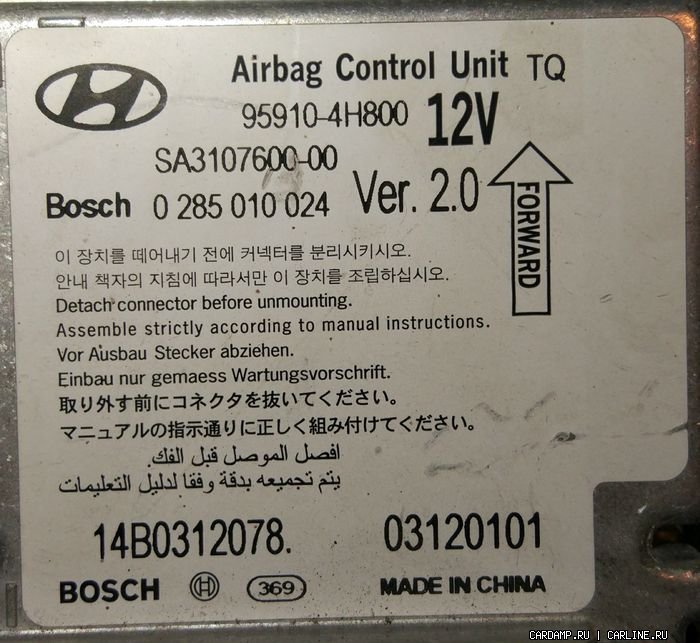 Airbag Control Unit TQ
95910-4H800 12V
SA3107600-00
Bosch 0 285 010 024 Ver. 2.0
FORWARD
이 장치를 떼어내기 전에 커넥터를 분리시키시오.
안내 책자의 지침에 따라서만 이 장치를 조립하십시오.
Detach connector before unmounting.
Assemble strictly according to manual instructions.
Vor Ausbau Stecker abziehen.
Einbau nur gemaess Wartungsvorschrift.
取り外す前にコネクタを抜いてください。
マニュアルの指示通りに正しく組み付けてください。
افصل الموصل قبل الفك.
يتم تجميعه بدقة وفقا لدليل التعليمات
14B0312078. 03120101
BOSCH 369 MADE IN CHINA
CARDAMP.RU | CARLINE.RU